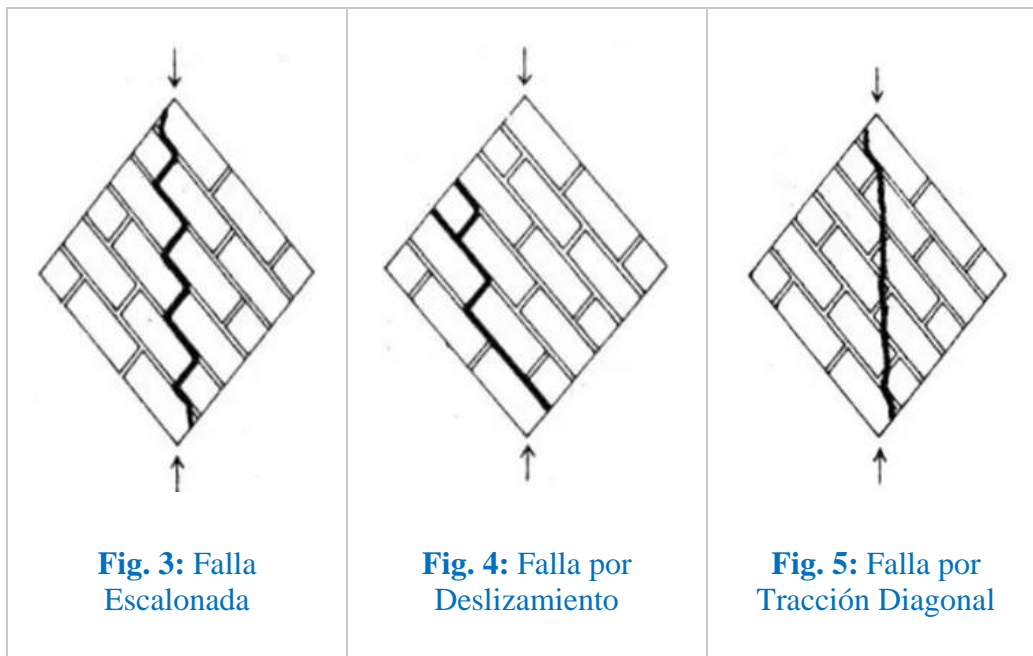 Fig. 3: Falla
Escalonada
Fig. 4: Falla por
Deslizamiento
Fig. 5: Falla por
Tracción Diagonal